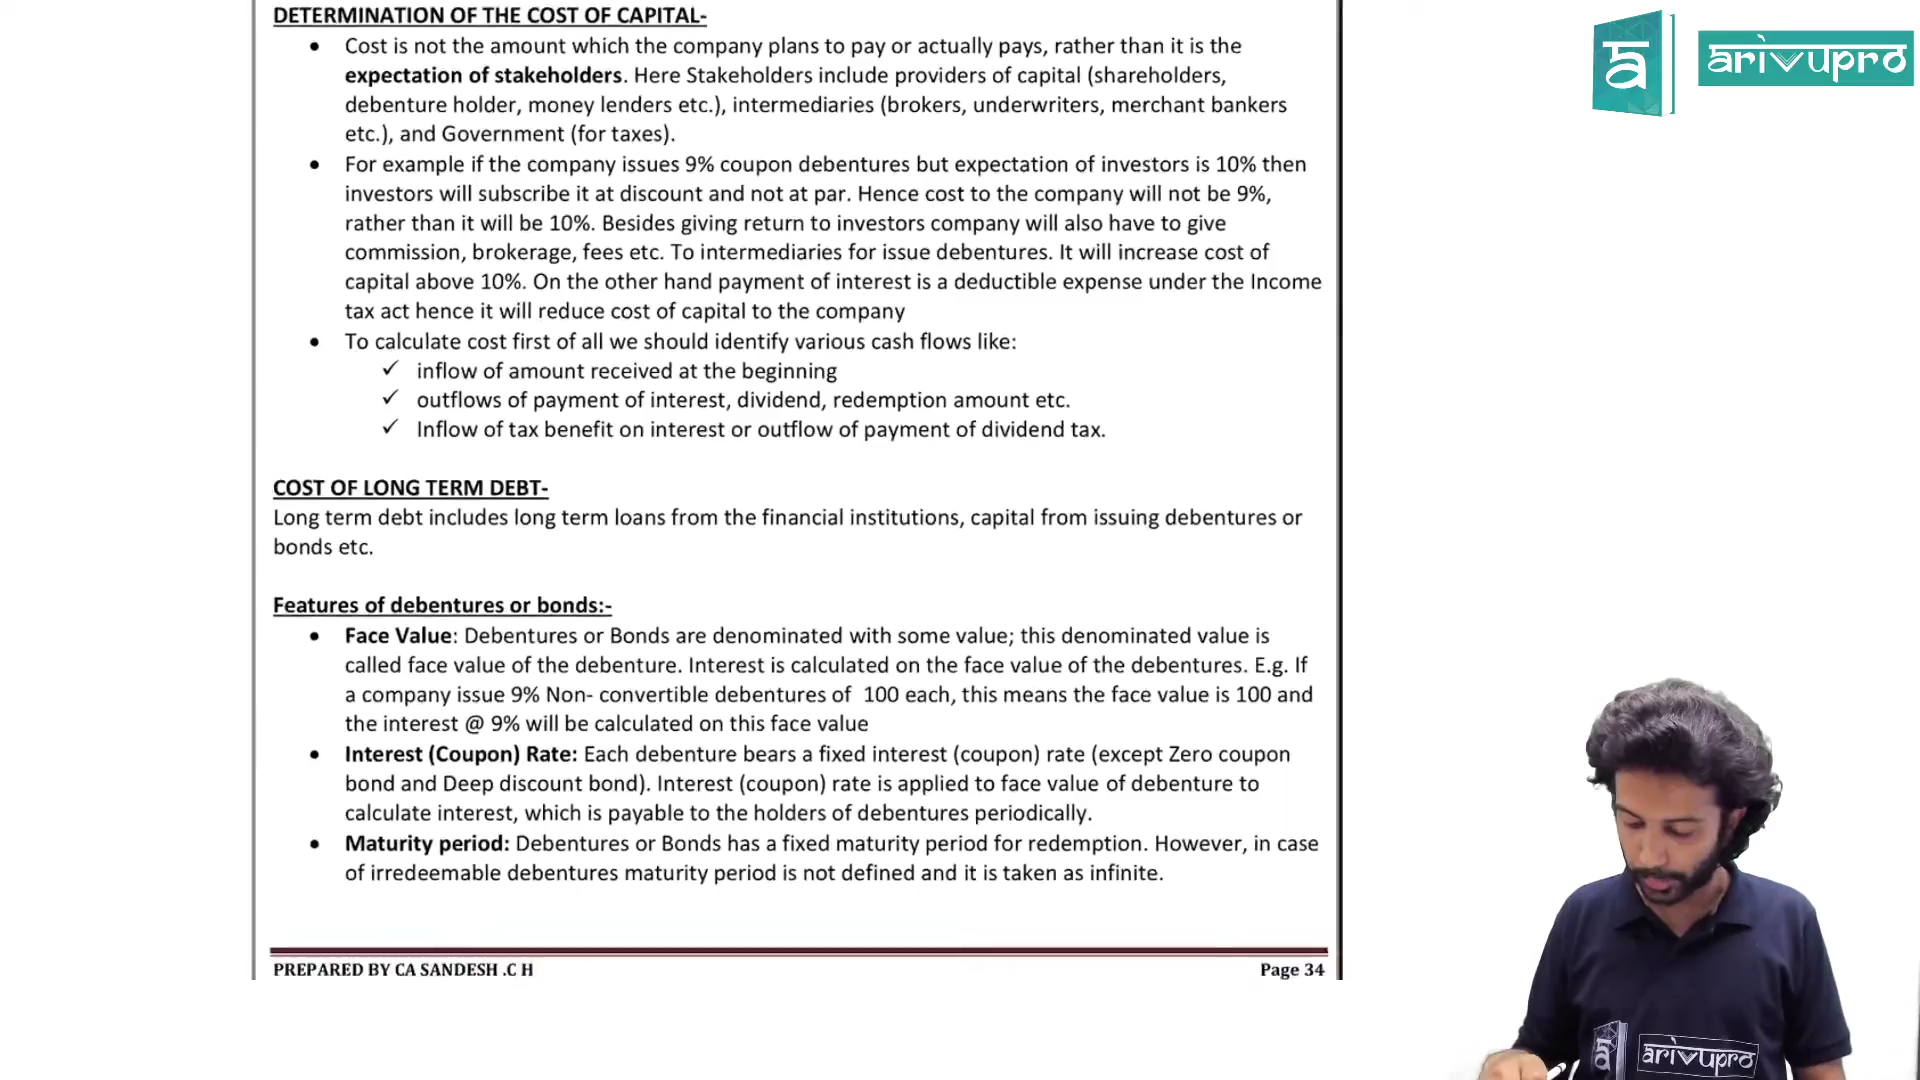 DETERMINATION OF THE COST OF CAPITAL-
• Cost is not the amount which the company plans to pay or actually pays, rather than it is the
expectation of stakeholders. Here Stakeholders include providers of capital (shareholders,
debenture holder, money lenders etc.), intermediaries (brokers, underwriters, merchant bankers
etc.), and Government (for taxes).
• For example if the company issues 9% coupon debentures but expectation of investors is 10% then
investors will subscribe it at discount and not at par. Hence cost to the company will not be 9%,
rather than it will be 10%. Besides giving return to investors company will also have to give
commission, brokerage, fees etc. To intermediaries for issue debentures. It will increase cost of
capital above 10%. On the other hand payment of interest is a deductible expense under the Income
tax act hence it will reduce cost of capital to the company
• To calculate cost first of all we should identify various cash flows like:
✓ inflow of amount received at the beginning
✓ outflows of payment of interest, dividend, redemption amount etc.
✓ Inflow of tax benefit on interest or outflow of payment of dividend tax.
COST OF LONG TERM DEBT-
Long term debt includes long term loans from the financial institutions, capital from issuing debentures or
bonds etc.
Features of debentures or bonds:-
• Face Value: Debentures or Bonds are denominated with some value; this denominated value is
called face value of the debenture. Interest is calculated on the face value of the debentures. E.g. If
a company issue 9% Non- convertible debentures of  100 each, this means the face value is 100 and
the interest @ 9% will be calculated on this face value
• Interest (Coupon) Rate: Each debenture bears a fixed interest (coupon) rate (except Zero coupon
bond and Deep discount bond). Interest (coupon) rate is applied to face value of debenture to
calculate interest, which is payable to the holders of debentures periodically.
• Maturity period: Debentures or Bonds has a fixed maturity period for redemption. However, in case
of irredeemable debentures maturity period is not defined and it is taken as infinite.
PREPARED BY CA SANDESH .C H
Page 34
ā
arivupro
ā
arivupro